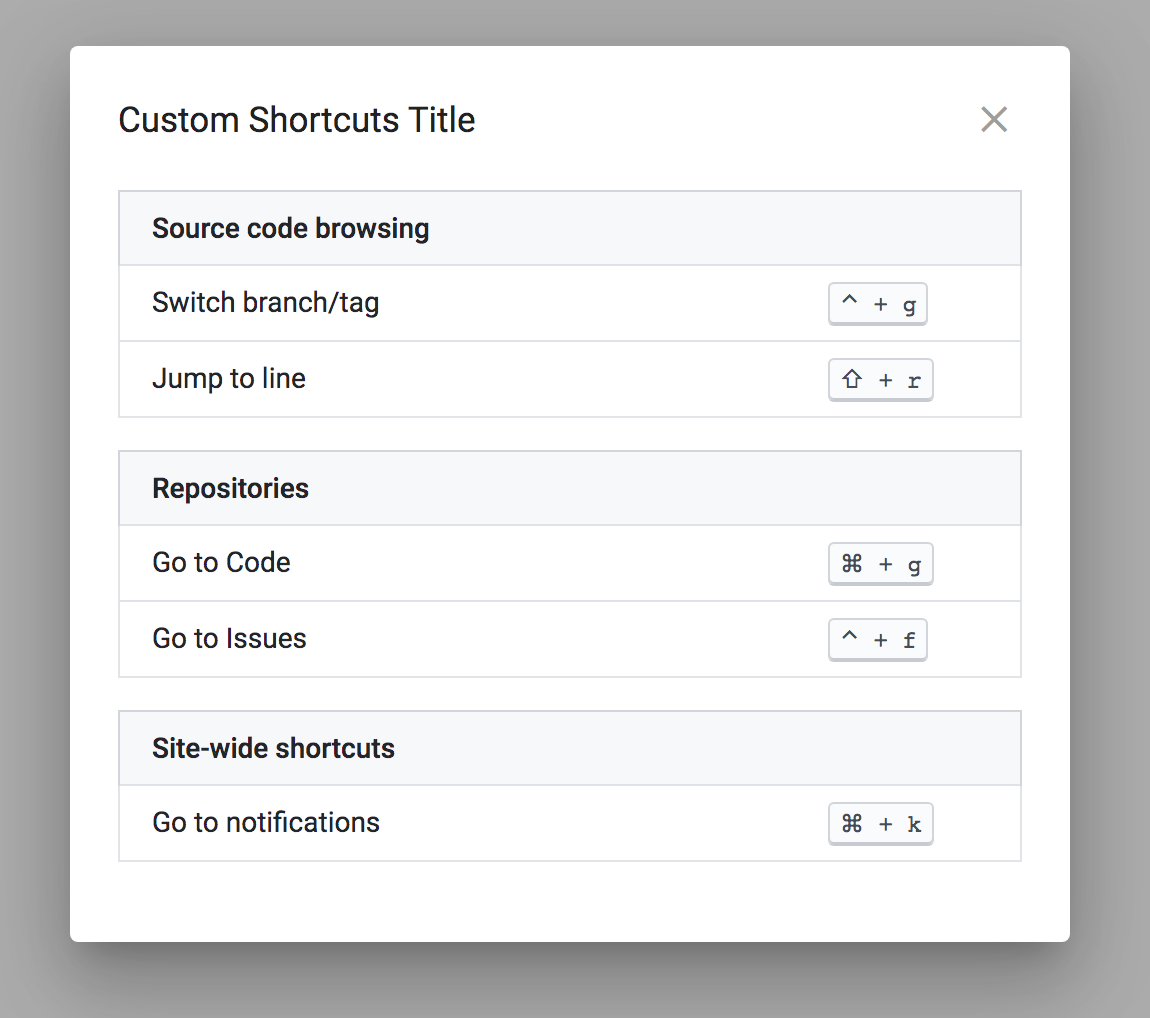 Custom Shortcuts Title
Source code browsing
Switch branch/tag ^ + g
Jump to line ⇧ + r
Repositories
Go to Code ⌘ + g
Go to Issues ^ + f
Site-wide shortcuts
Go to notifications ⌘ + k